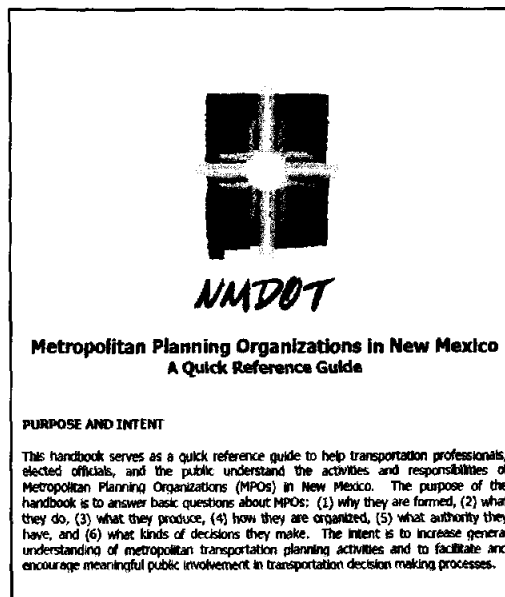 NMDOT
Metropolitan Planning Organizations in New Mexico
A Quick Reference Guide
PURPOSE AND INTENT
This handbook serves as a quick reference guide to help transportation professionals,
elected officials, and the public understand the activities and responsibilities of
Metropolitan Planning Organizations (MPOs) in New Mexico. The purpose of the
handbook is to answer basic questions about MPOs: (1) why they are formed, (2) what
they do, (3) what they produce, (4) how they are organized, (5) what authority they
have, and (6) what kinds of decisions they make. The intent is to increase general
understanding of metropolitan transportation planning activities and to facilitate and
encourage meaningful public involvement in transportation decision making processes.